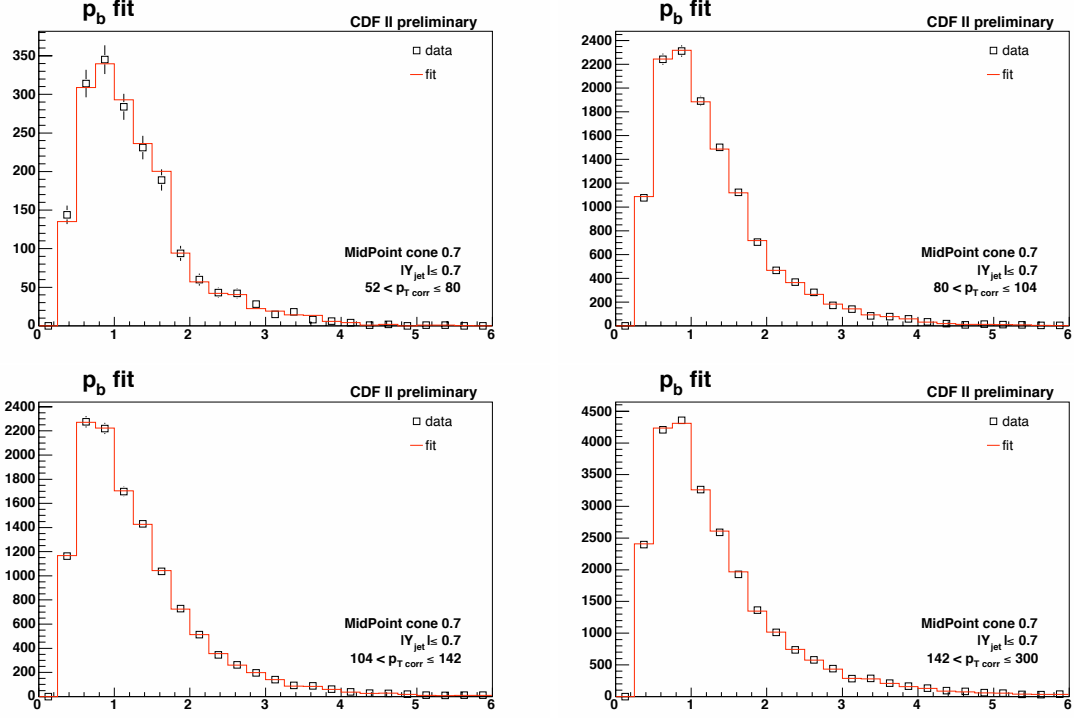 p_b fit
CDF II preliminary
data
fit
350
300
250
200
150
100
50
0
MidPoint cone 0.7
|Y_jet|≤ 0.7
52 < p_T corr ≤ 80
0 1 2 3 4 5 6
p_b fit
CDF II preliminary
data
fit
2400
2200
2000
1800
1600
1400
1200
1000
800
600
400
200
0
MidPoint cone 0.7
|Y_jet|≤ 0.7
80 < p_T corr ≤ 104
0 1 2 3 4 5 6
p_b fit
CDF II preliminary
data
fit
2400
2200
2000
1800
1600
1400
1200
1000
800
600
400
200
0
MidPoint cone 0.7
|Y_jet|≤ 0.7
104 < p_T corr ≤ 142
0 1 2 3 4 5 6
p_b fit
CDF II preliminary
data
fit
4500
4000
3500
3000
2500
2000
1500
1000
500
0
MidPoint cone 0.7
|Y_jet|≤ 0.7
142 < p_T corr ≤ 300
0 1 2 3 4 5 6